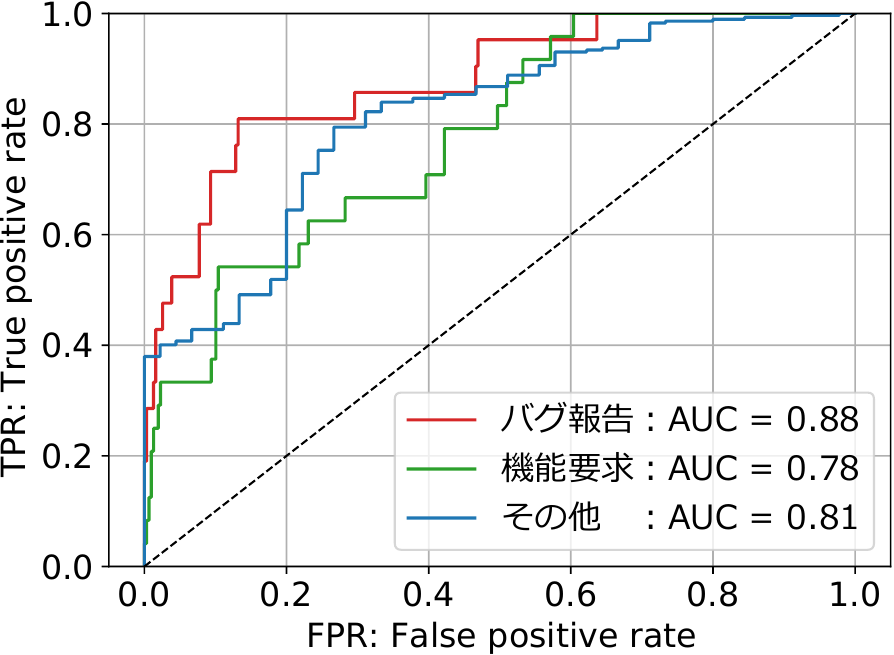 TPR: True positive rate
1.0
0.8
0.6
0.4
0.2
0.0
バグ報告 : AUC = 0.88
機能要求 : AUC = 0.78
その他 : AUC = 0.81
0.0 0.2 0.4 0.6 0.8 1.0
FPR: False positive rate